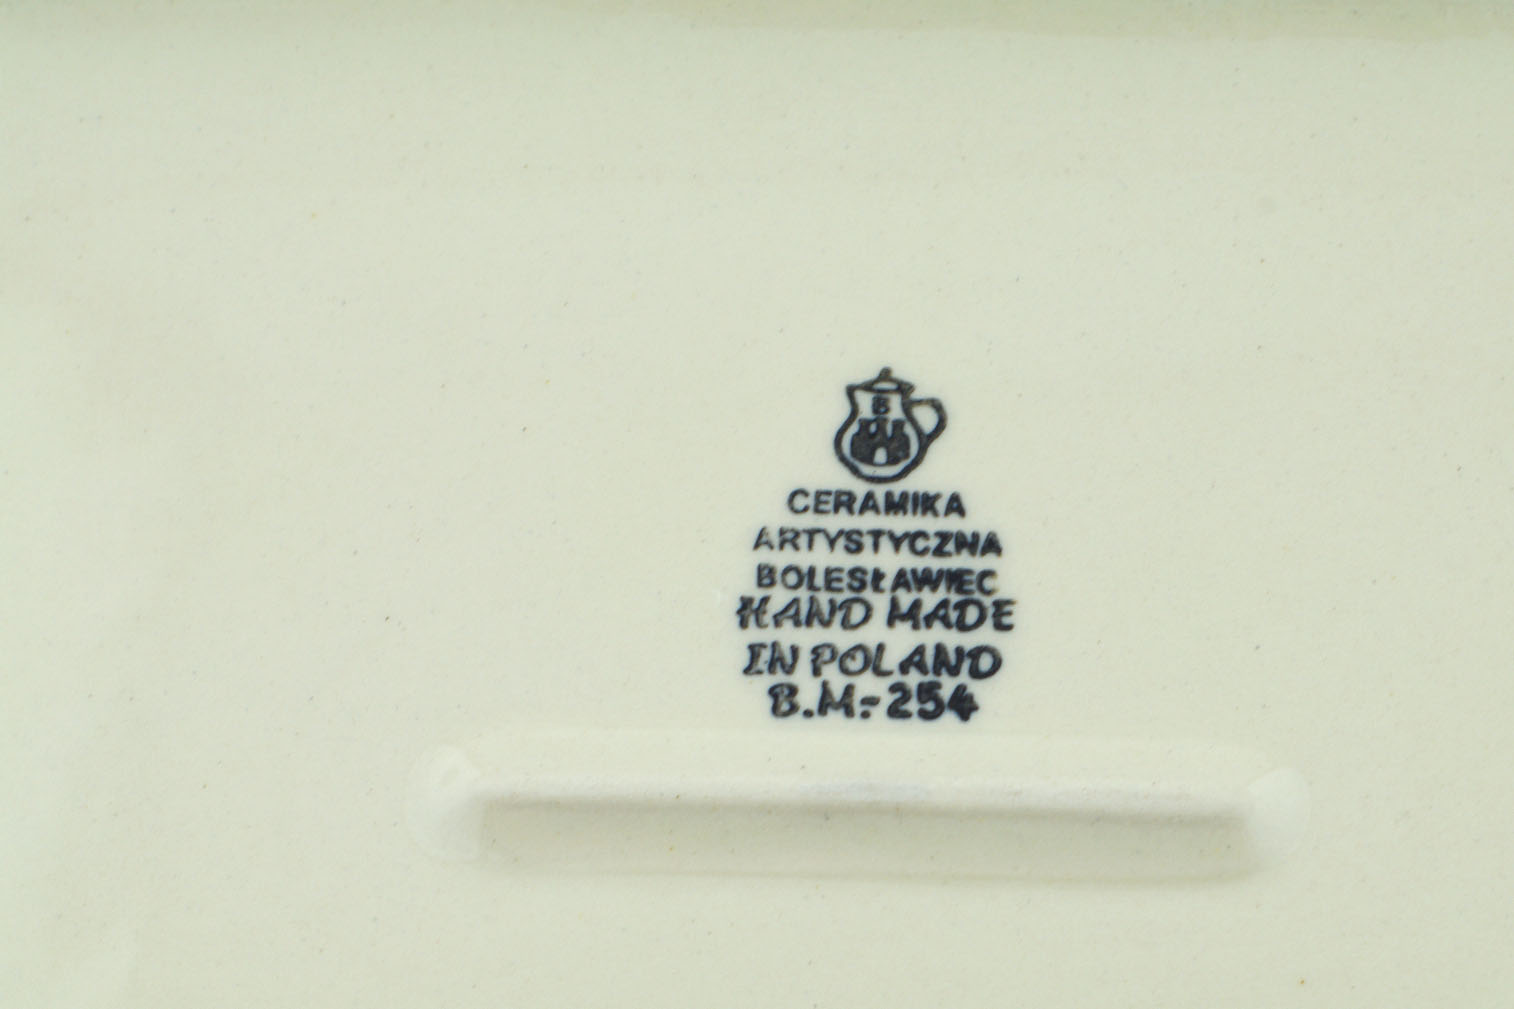 B
CERAMIKA
ARTYSTYCZNA
BOLESŁAWIEC
HAND MADE
IN POLAND
B.M.-254